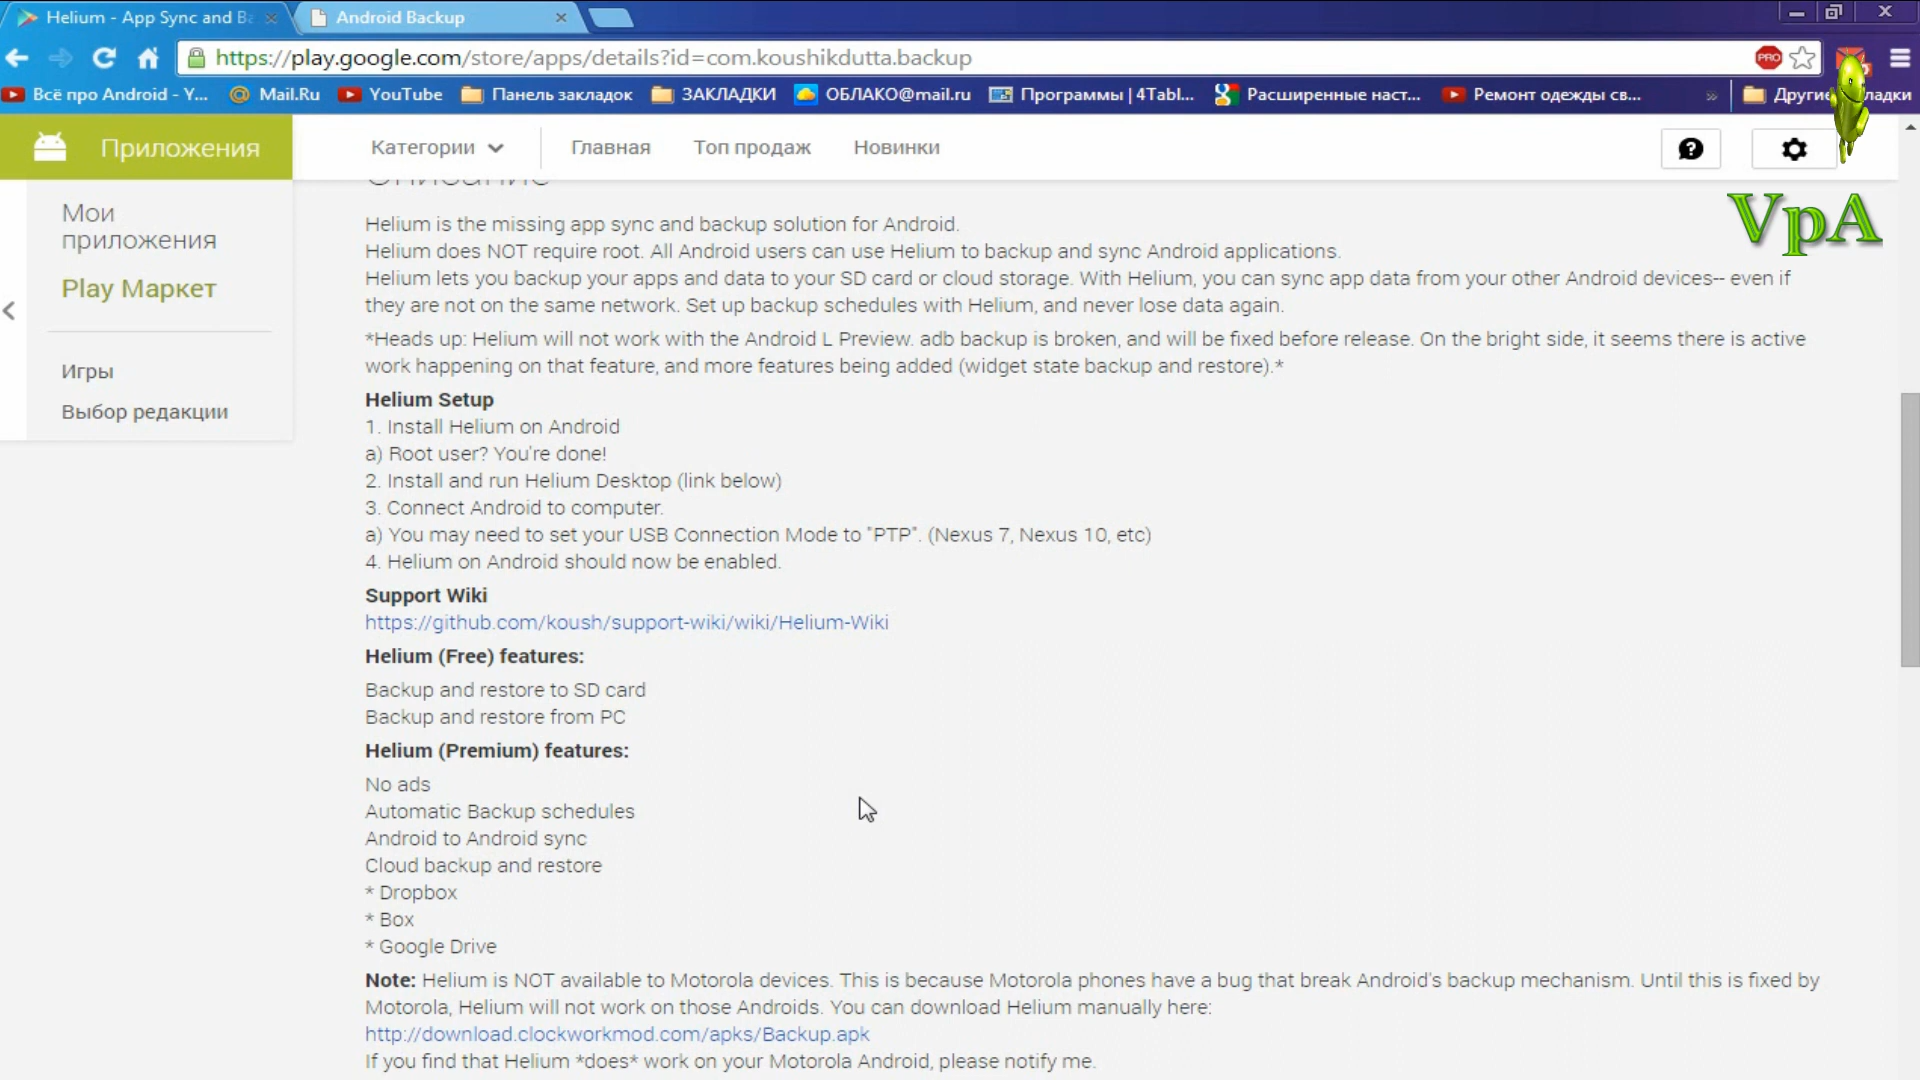 Helium - App Sync and Ba
Android Backup
https://play.google.com/store/apps/details?id=com.koushikdutta.backup
PRO
Всё про Android - Y...
Mail.Ru
YouTube
Панель закладок
ЗАКЛАДКИ
ОБЛАКО@mail.ru
Программы | 4Tabl...
Расширенные наст...
Ремонт одежды св...
»
Приложения
Категории
Главная
Топ продаж
Новинки
VpA
Мои
приложения
Play Маркет
Игры
Выбор редакции
Описание
Helium is the missing app sync and backup solution for Android.
Helium does NOT require root. All Android users can use Helium to backup and sync Android applications.
Helium lets you backup your apps and data to your SD card or cloud storage. With Helium, you can sync app data from your other Android devices-- even if
they are not on the same network. Set up backup schedules with Helium, and never lose data again.
*Heads up: Helium will not work with the Android L Preview. adb backup is broken, and will be fixed before release. On the bright side, it seems there is active
work happening on that feature, and more features being added (widget state backup and restore).*
Helium Setup
1. Install Helium on Android
a) Root user? You're done!
2. Install and run Helium Desktop (link below)
3. Connect Android to computer.
a) You may need to set your USB Connection Mode to "PTP". (Nexus 7, Nexus 10, etc)
4. Helium on Android should now be enabled.
Support Wiki
https://github.com/koush/support-wiki/wiki/Helium-Wiki
Helium (Free) features:
Backup and restore to SD card
Backup and restore from PC
Helium (Premium) features:
No ads
Automatic Backup schedules
Android to Android sync
Cloud backup and restore
* Dropbox
* Box
* Google Drive
Note: Helium is NOT available to Motorola devices. This is because Motorola phones have a bug that break Android's backup mechanism. Until this is fixed by
Motorola, Helium will not work on those Androids. You can download Helium manually here:
http://download.clockworkmod.com/apks/Backup.apk
If you find that Helium *does* work on your Motorola Android, please notify me.